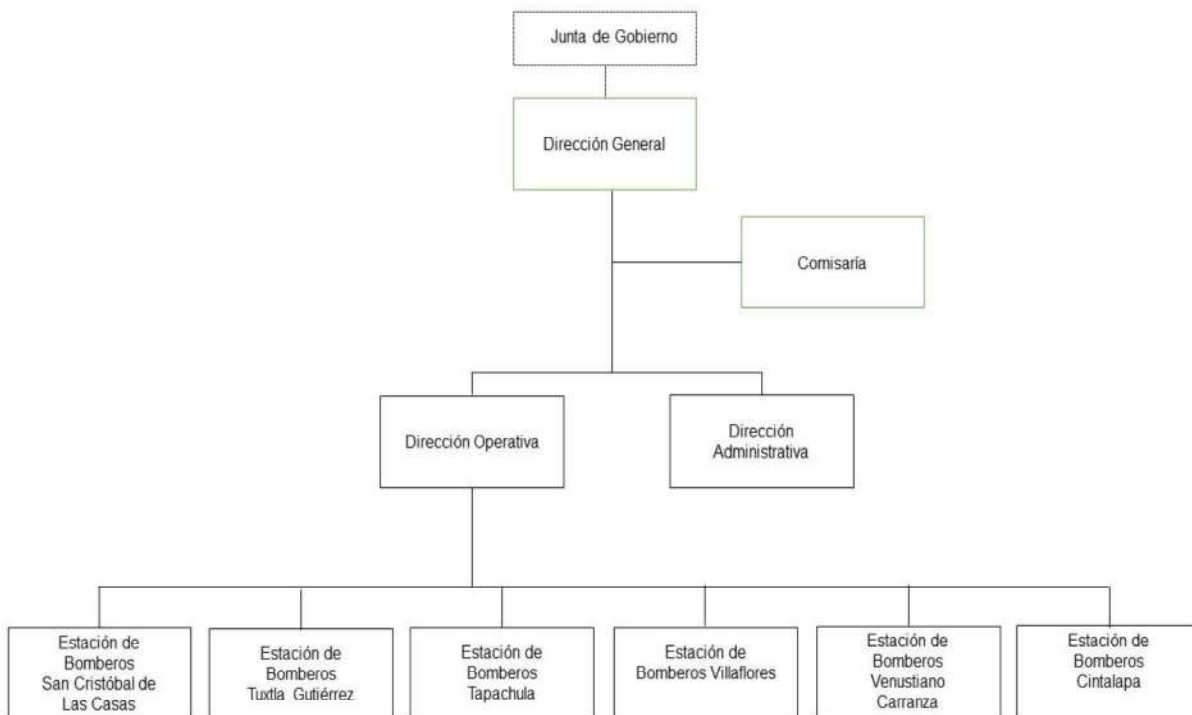 Junta de Gobierno
Dirección General
Comisaría
Dirección Operativa
Dirección
Administrativa
Estación de
Bomberos
San Cristóbal de
Las Casas
Estación de
Bomberos
Tuxtla Gutiérrez
Estación de
Bomberos
Tapachula
Estación de
Bomberos Villaflores
Estación de
Bomberos
Venustiano
Carranza
Estación de
Bomberos
Cintalapa